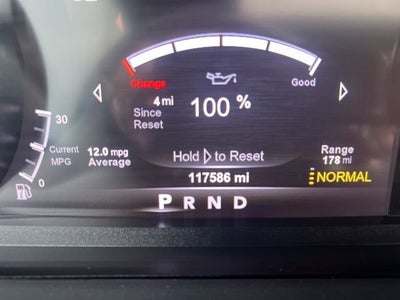 Change
Good
4 mi
Since
Reset
100 %
30
Current
MPG
0
12.0 mpg
Average
Hold ▷ to Reset
Range
178 mi
117586 mi
NORMAL
P R N D